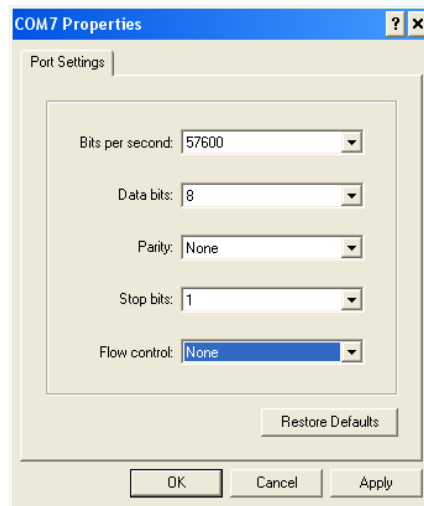 COM7 Properties
Port Settings
Bits per second: 57600
Data bits: 8
Parity: None
Stop bits: 1
Flow control: None
Restore Defaults
OK Cancel Apply